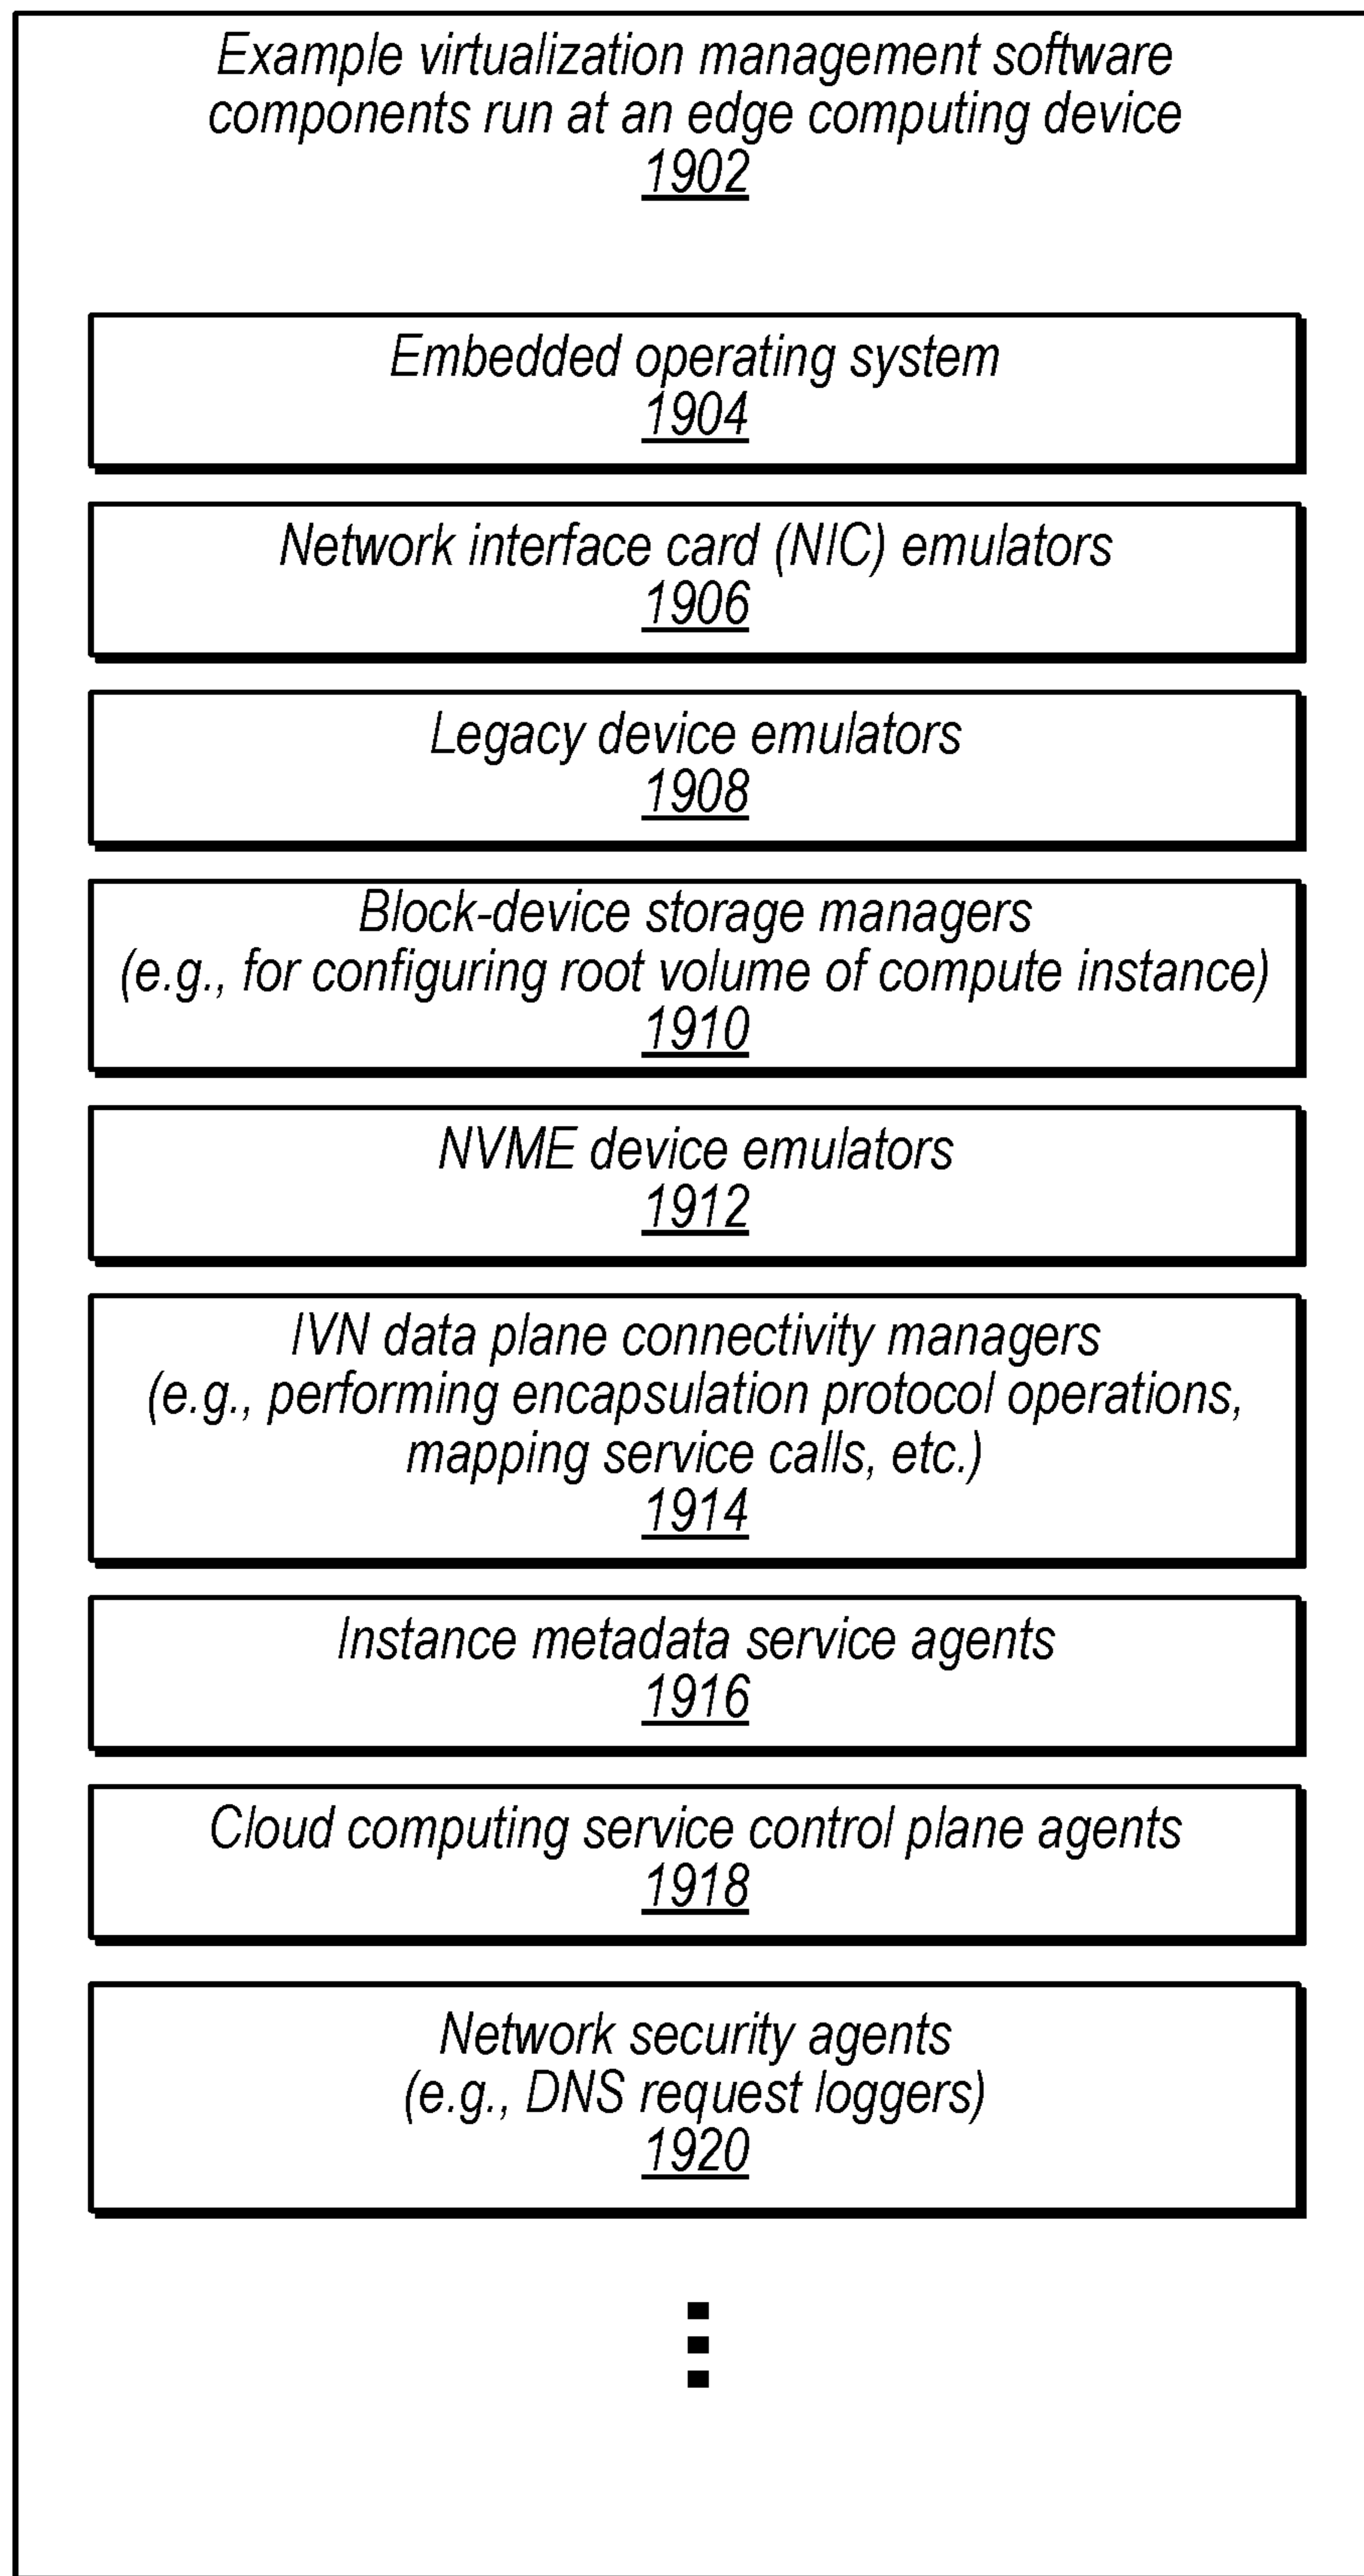 Example virtualization management software
components run at an edge computing device
1902
Embedded operating system
1904
Network interface card (NIC) emulators
1906
Legacy device emulators
1908
Block-device storage managers
(e.g., for configuring root volume of compute instance)
1910
NVME device emulators
1912
IVN data plane connectivity managers
(e.g., performing encapsulation protocol operations,
mapping service calls, etc.)
1914
Instance metadata service agents
1916
Cloud computing service control plane agents
1918
Network security agents
(e.g., DNS request loggers)
1920